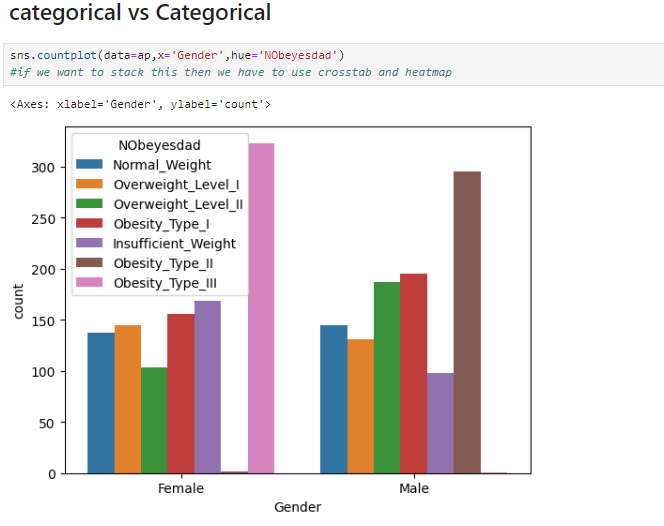 categorical vs Categorical
sns.countplot(data=ap,x='Gender',hue='NObeyesdad')
#if we want to stack this then we have to use crosstab and heatmap
<Axes: xlabel='Gender', ylabel='count'>
NObeyesdad
Normal_Weight
Overweight_Level_I
Overweight_Level_II
Obesity_Type_I
Insufficient_Weight
Obesity_Type_II
Obesity_Type_III
300
250
200
150
100
50
0
count
Female
Male
Gender